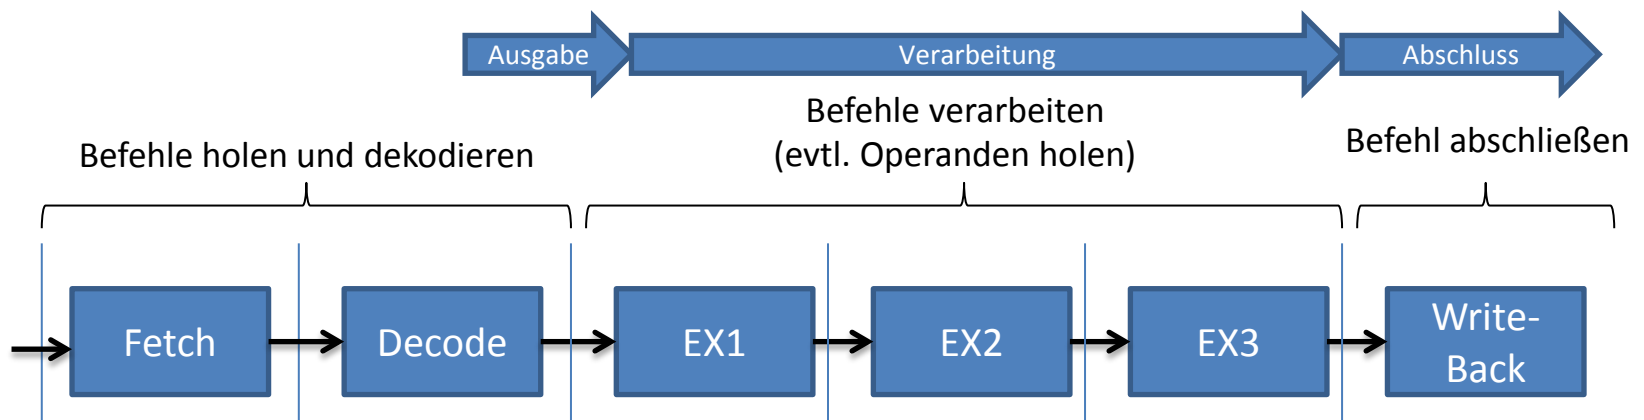 Ausgabe
Verarbeitung
Abschluss
Befehle holen und dekodieren
Befehle verarbeiten
(evtl. Operanden holen)
Befehl abschließen
Fetch
Decode
EX1
EX2
EX3
Write-
Back